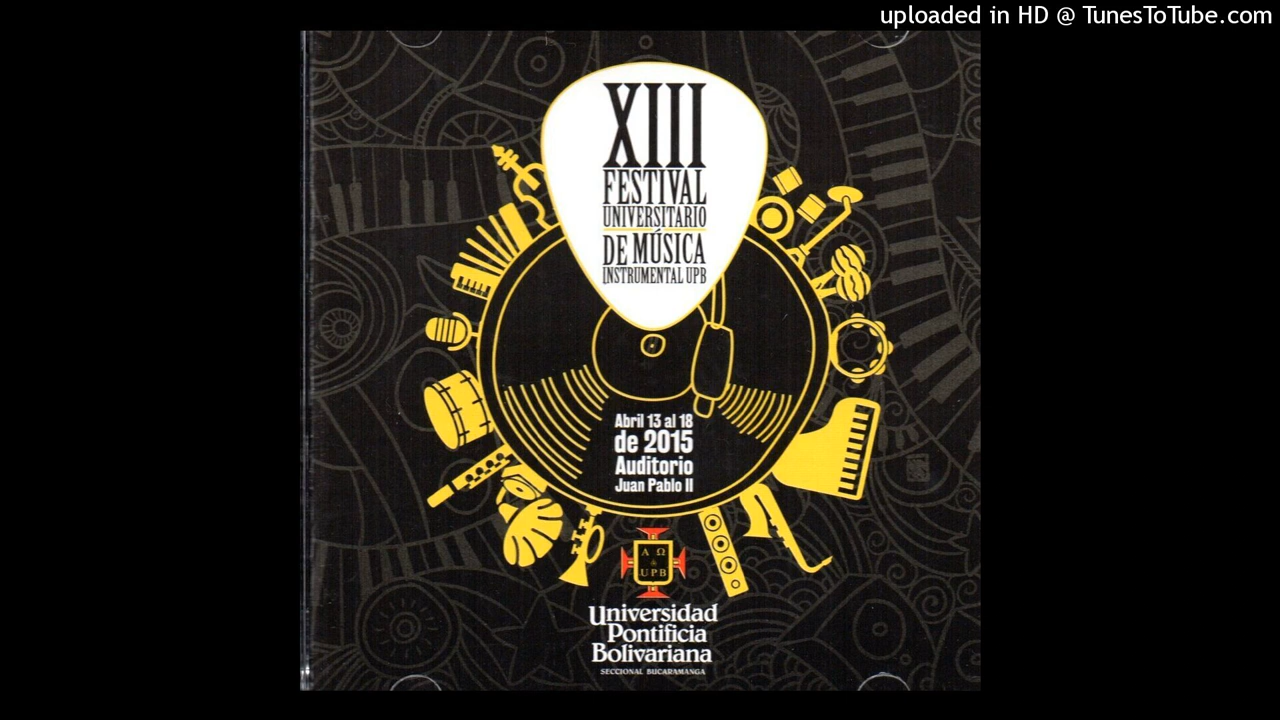 uploaded in HD @ TunesToTube.com
XIII
FESTIVAL
UNIVERSITARIO
DE MÚSICA
INSTRUMENTAL UPB
Abril 13 al 18
de 2015
Auditorio
Juan Pablo II
Α Ω
&
UPB
Universidad
Pontificia
Bolivariana
SECCIONAL BUCARAMANGA